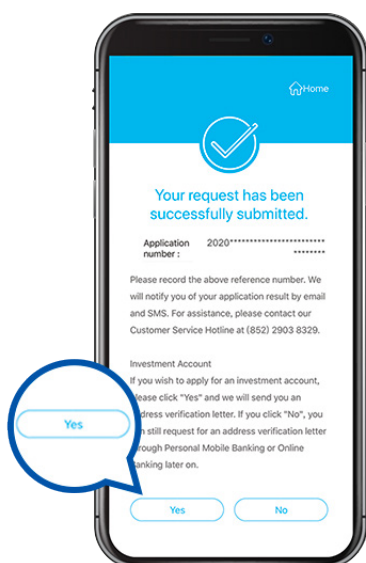 Home
Your request has been
successfully submitted.
Application 2020************************
number : ********
Please record the above reference number. We
will notify you of your application result by email
and SMS. For assistance, please contact our
Customer Service Hotline at (852) 2903 8329.
Investment Account
If you wish to apply for an investment account,
please click "Yes" and we will send you an
address verification letter. If you click "No", you
can still request for an address verification letter
through Personal Mobile Banking or Online
Banking later on.
Yes
Yes No